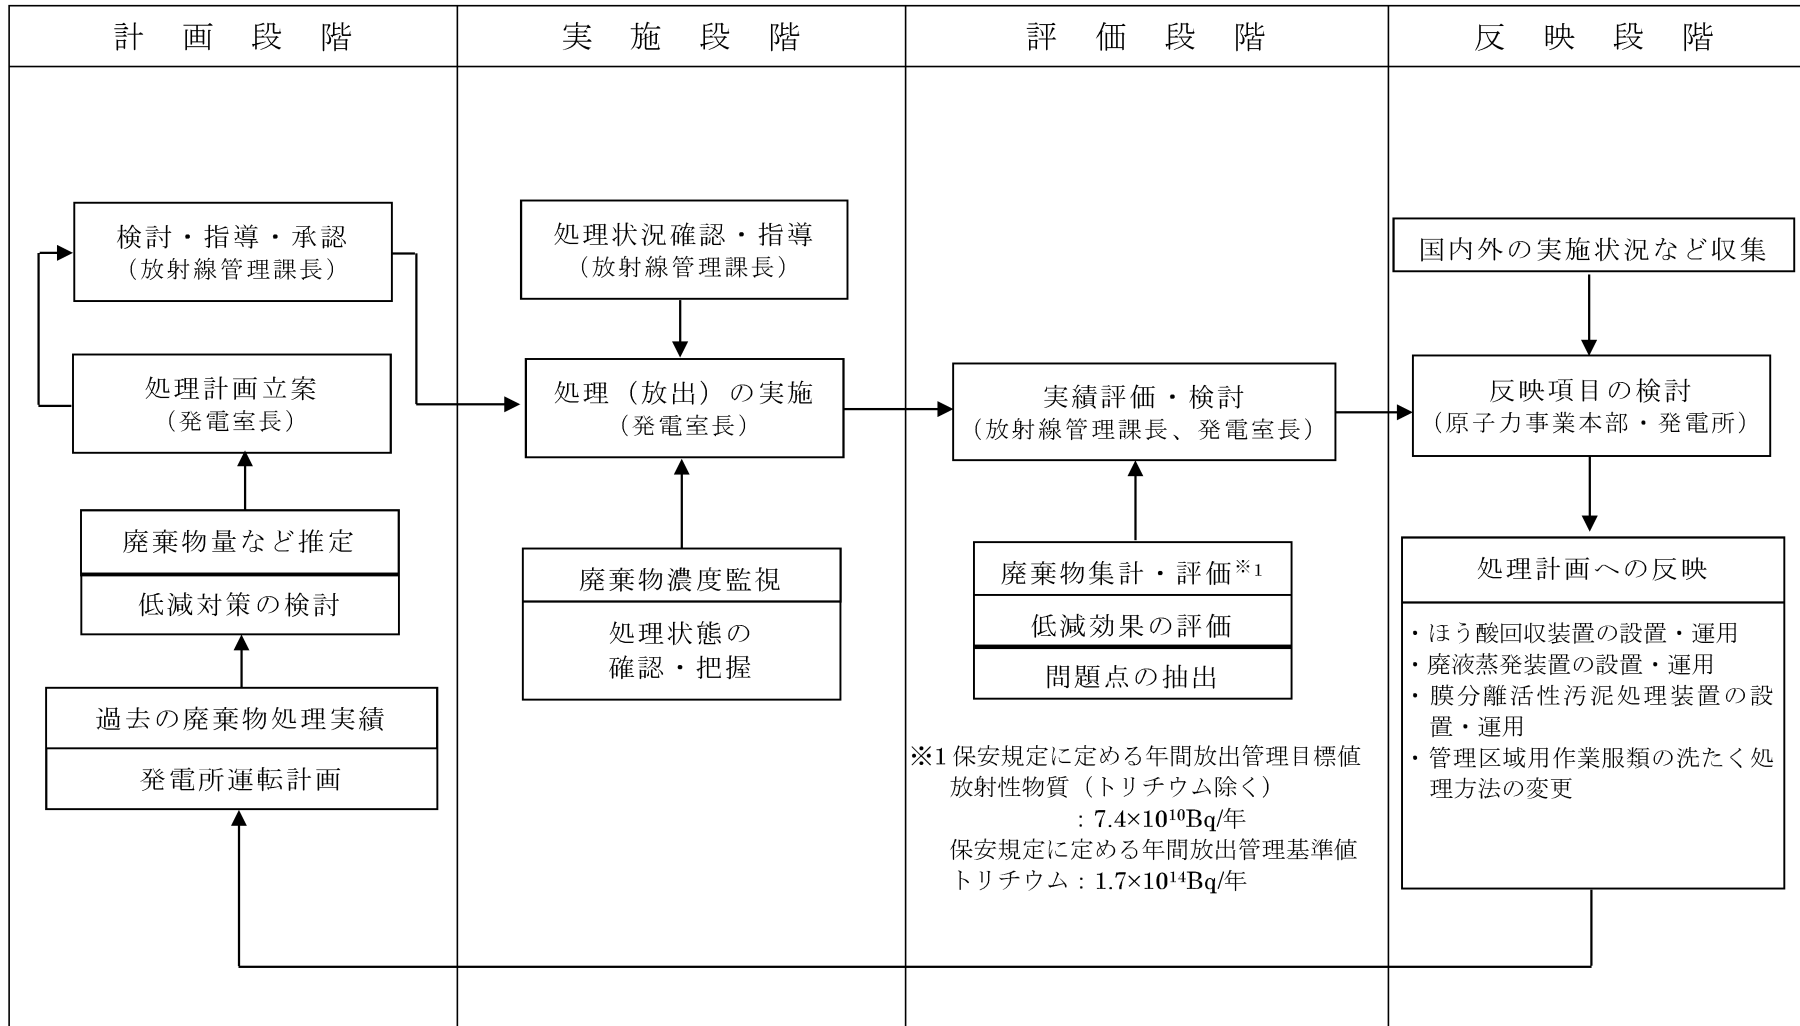 計画段階
実施段階
評価段階
反映段階
検討・指導・承認
（放射線管理課長）
処理計画立案
（発電室長）
廃棄物量など推定
低減対策の検討
過去の廃棄物処理実績
発電所運転計画
処理状況確認・指導
（放射線管理課長）
処理（放出）の実施
（発電室長）
廃棄物濃度監視
処理状態の
確認・把握
実績評価・検討
（放射線管理課長、発電室長）
廃棄物集計・評価※1
低減効果の評価
問題点の抽出
※1 保安規定に定める年間放出管理目標値
放射性物質（トリチウム除く）
：7.4×10¹⁰Bq/年
保安規定に定める年間放出管理基準値
トリチウム：1.7×10¹⁴Bq/年
国内外の実施状況など収集
反映項目の検討
（原子力事業本部・発電所）
処理計画への反映
・ほう酸回収装置の設置・運用
・廃液蒸発装置の設置・運用
・膜分離活性汚泥処理装置の設
置・運用
・管理区域用作業服類の洗たく処
理方法の変更